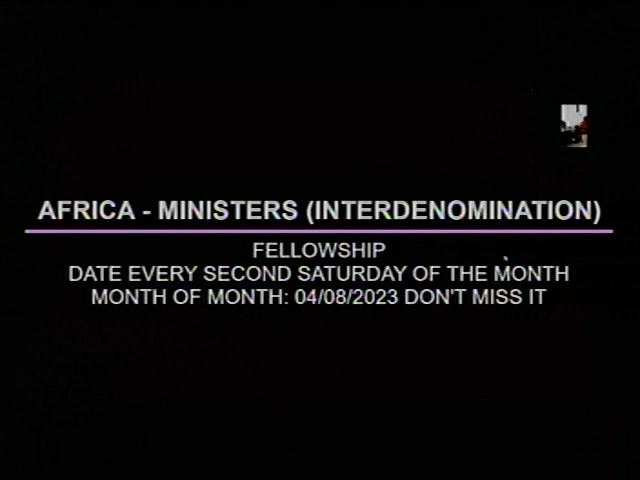 AFRICA - MINISTERS (INTERDENOMINATION)
FELLOWSHIP
DATE EVERY SECOND SATURDAY OF THE MONTH
MONTH OF MONTH: 04/08/2023 DON'T MISS IT